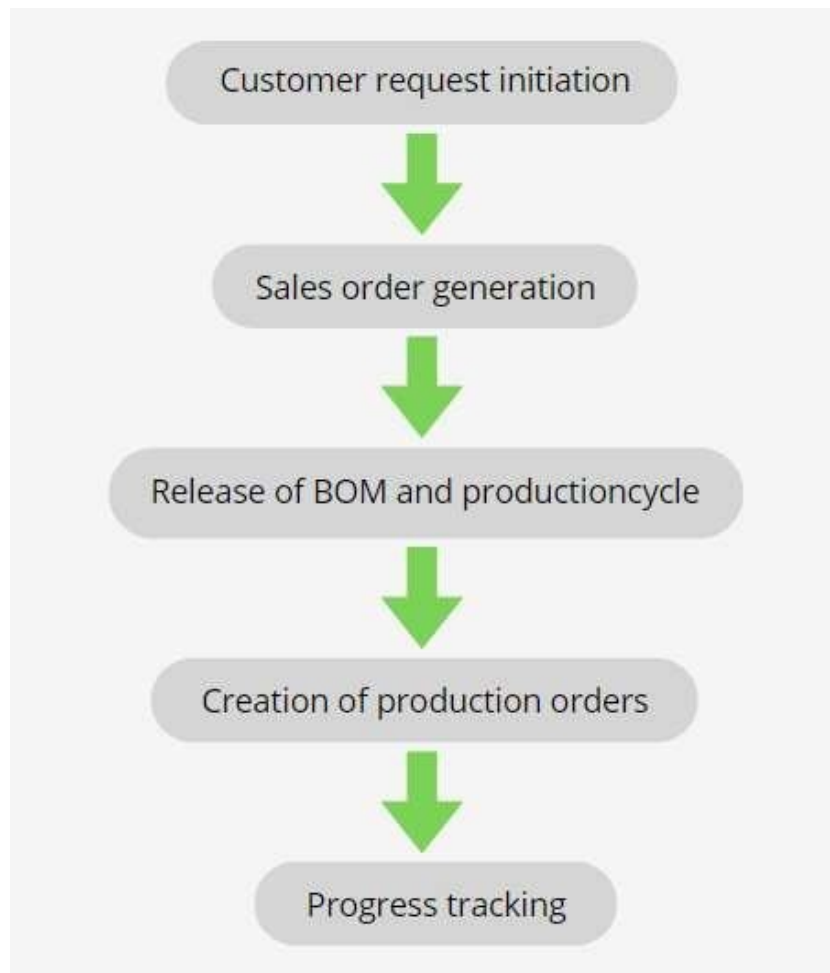 Customer request initiation
Sales order generation
Release of BOM and productioncycle
Creation of production orders
Progress tracking